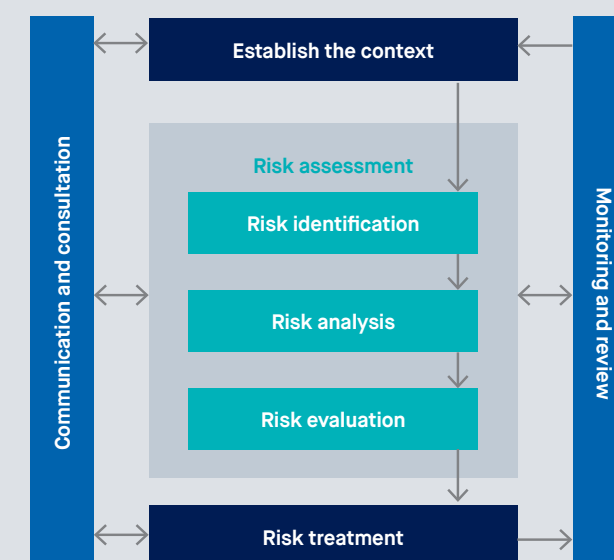 Establish the context
Communication and consultation
Risk assessment
Risk identification
Risk analysis
Risk evaluation
Risk treatment
Monitoring and review